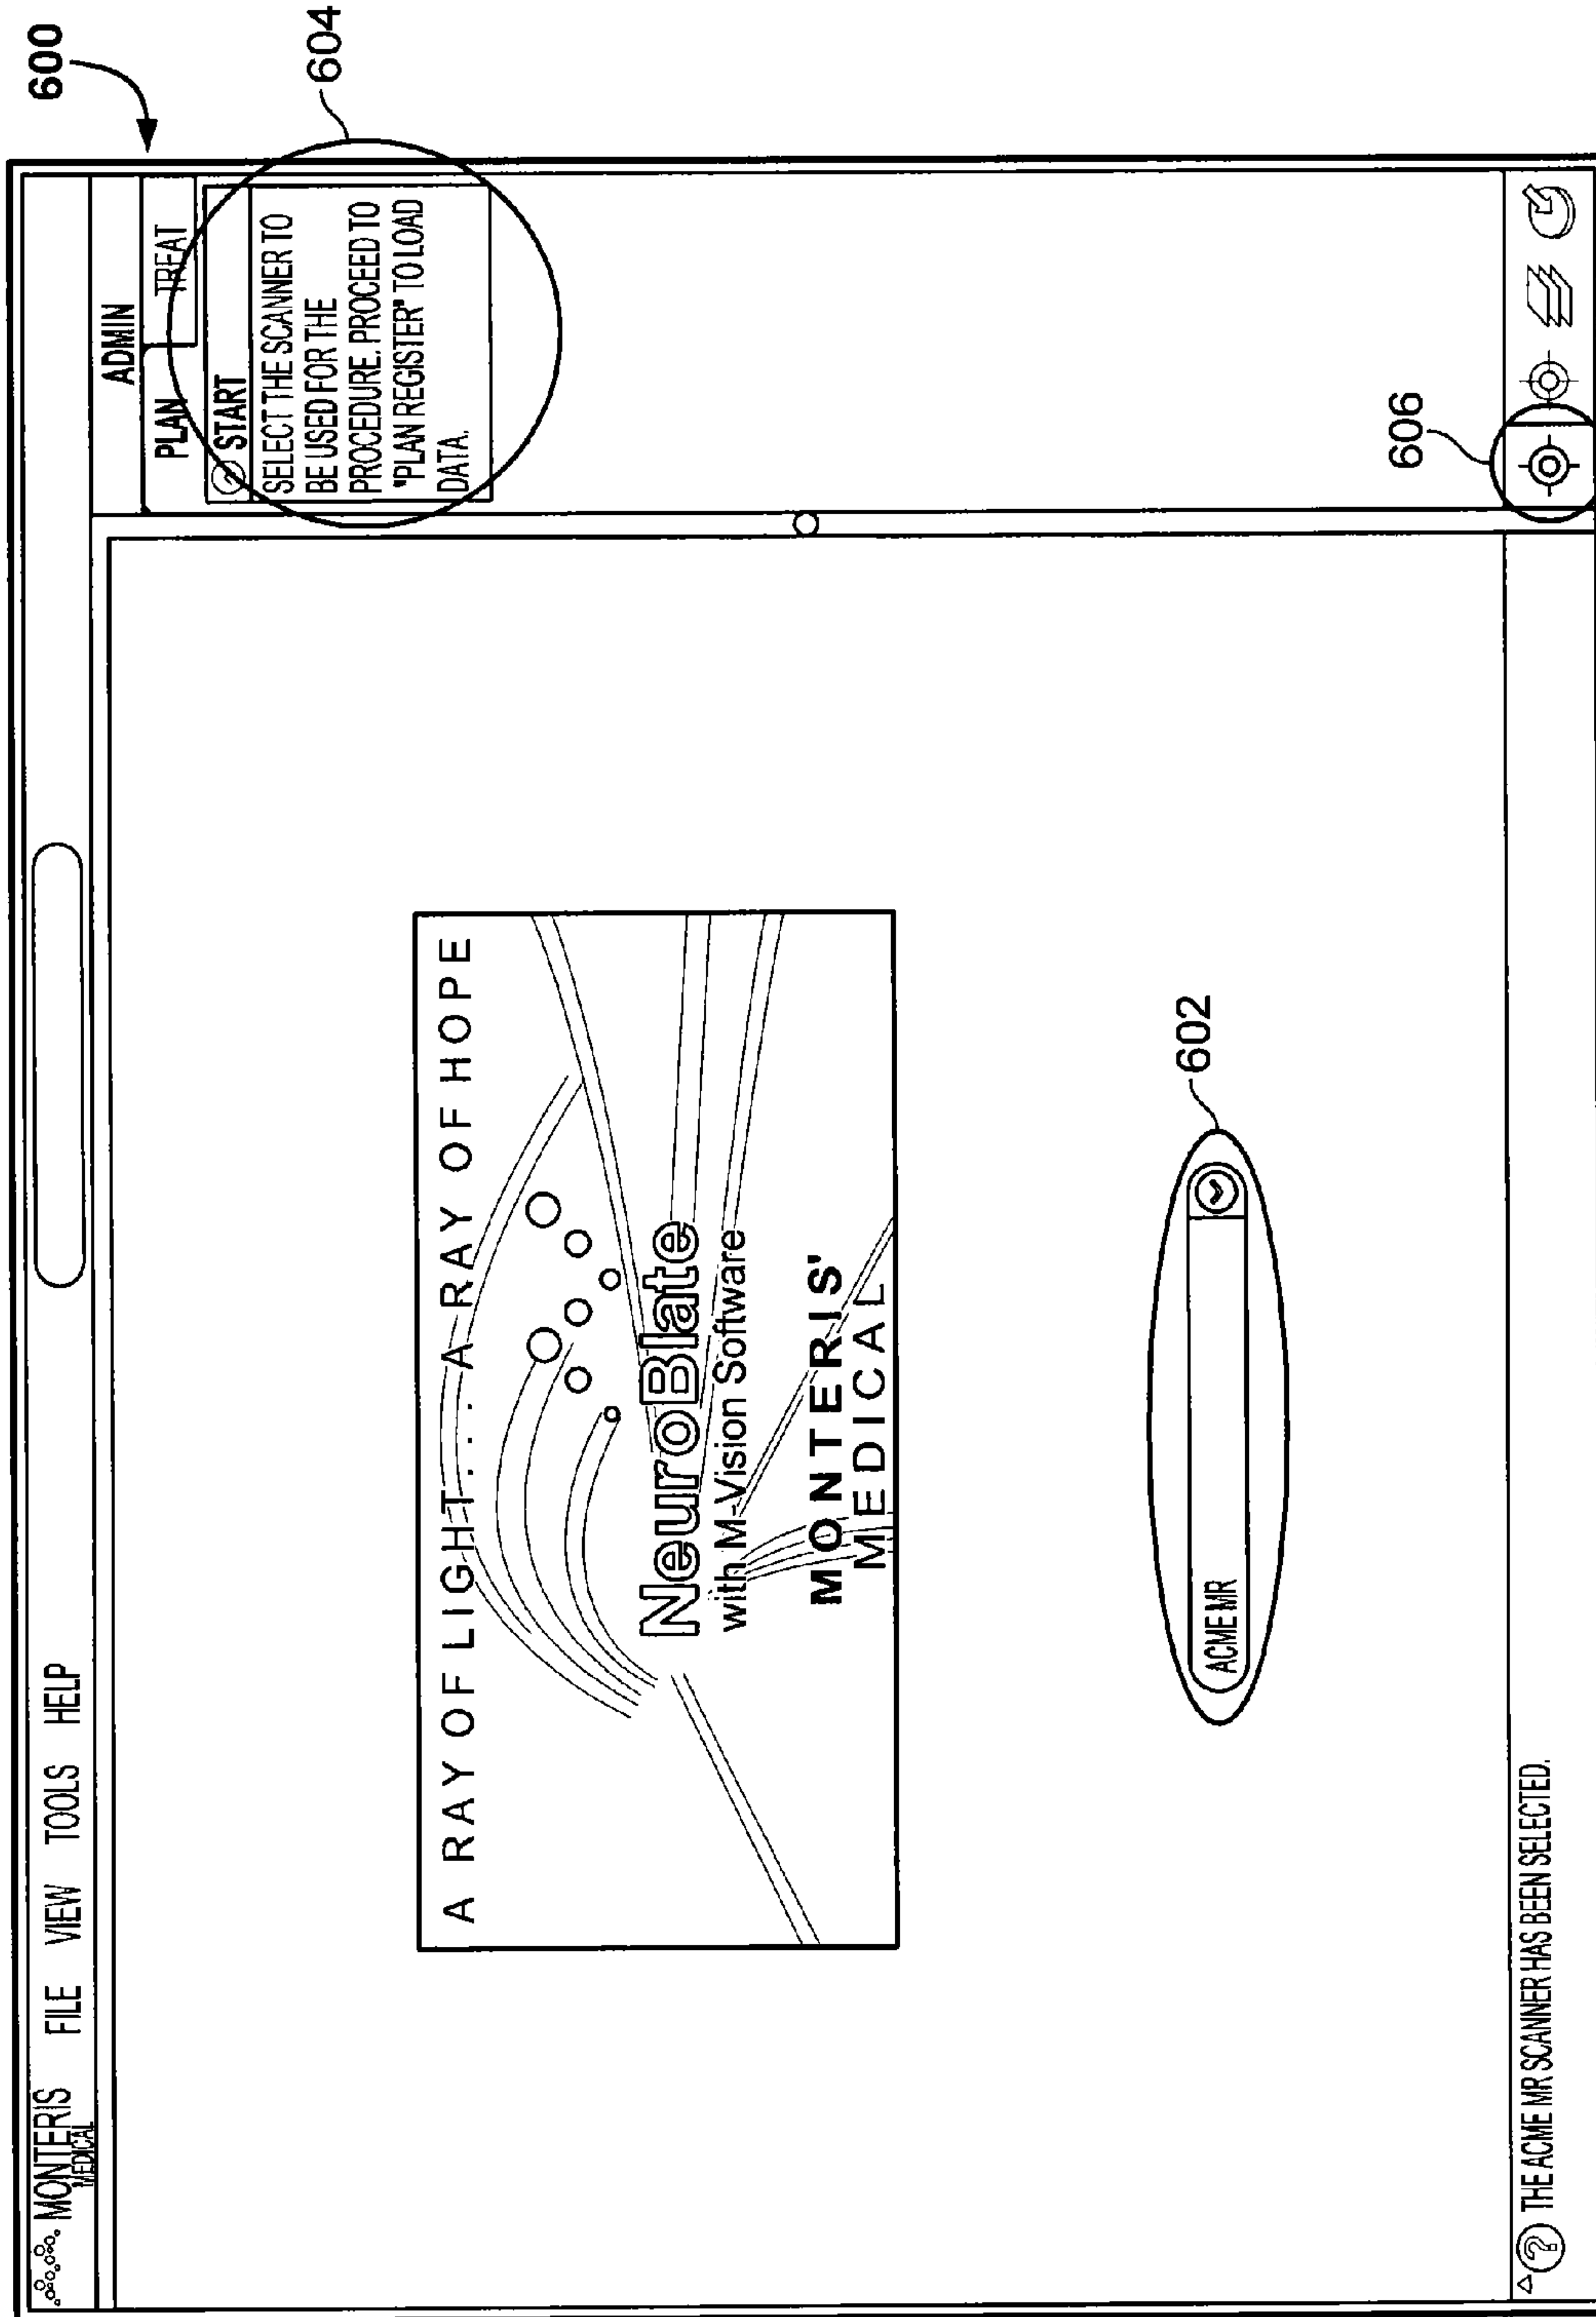 600
MONTERIS
MEDICAL
FILE VIEW TOOLS HELP
ADMIN
PLAN TREAT
START
SELECT THE SCANNER TO
BE USED FOR THE
PROCEDURE. PROCEED TO
"PLAN REGISTER" TO LOAD
DATA.
604
A RAY OF LIGHT.... A RAY OF HOPE
NeuroBlate
with M-Vision Software
MONTERIS'
MEDICAL
602
ACME MR
606
? THE ACME MR SCANNER HAS BEEN SELECTED.